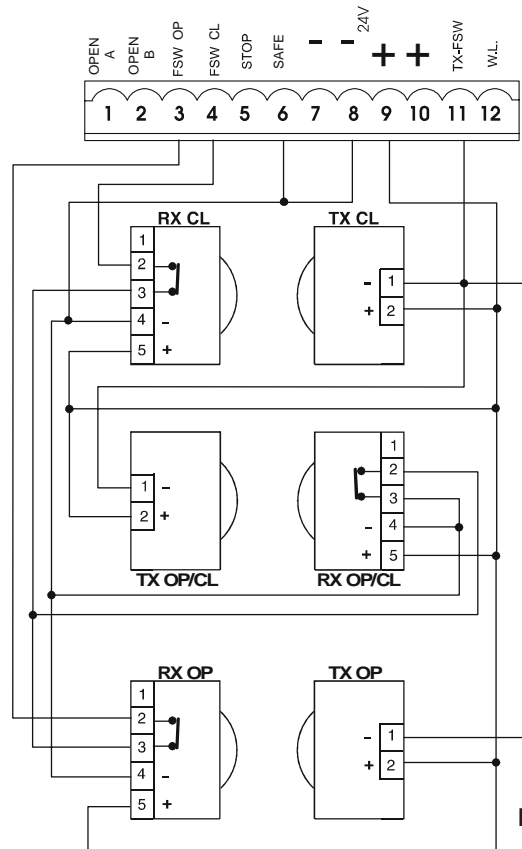 OPEN A
OPEN B
FSW OP
FSW CL
STOP
SAFE
-
-
24V
+
+
TX-FSW
W.L.
1 2 3 4 5 6 7 8 9 10 11 12
RX CL
1
2
3
4 -
5 +
TX CL
- 1
+ 2
TX OP/CL
1 -
2 +
RX OP/CL
1
2
3
- 4
+ 5
RX OP
1
2
3
4 -
5 +
TX OP
- 1
+ 2